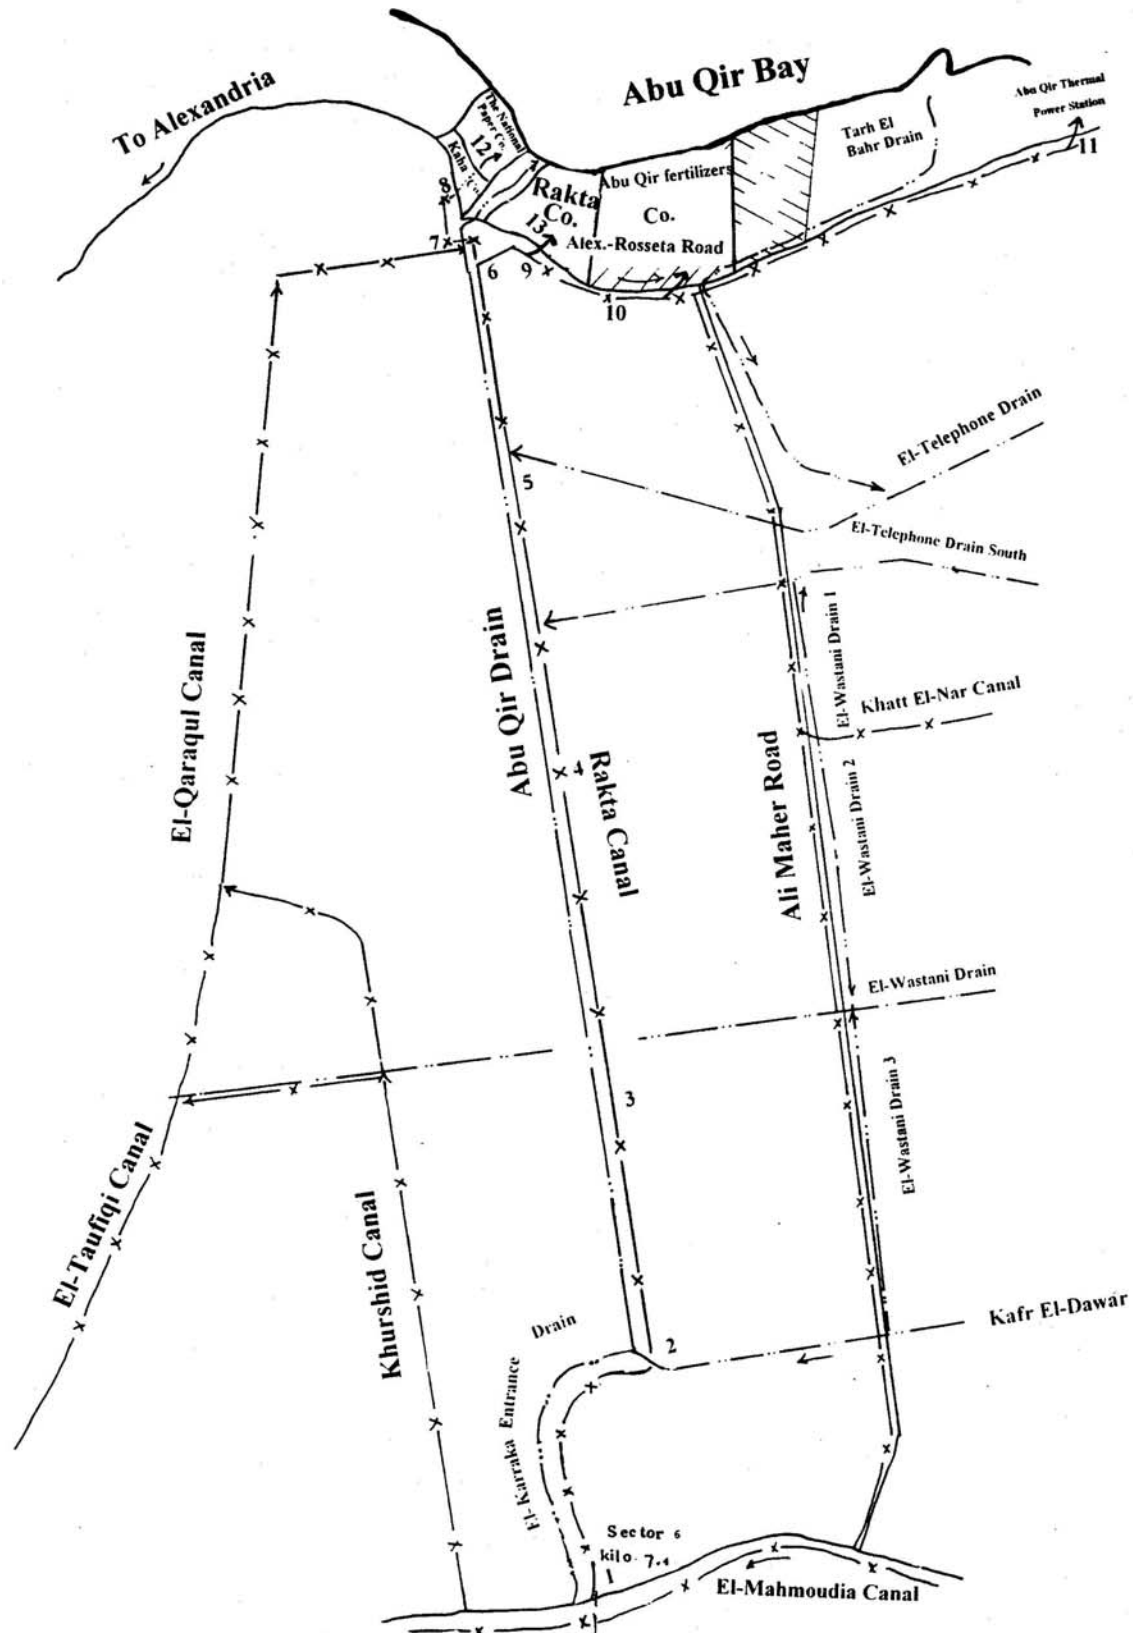 Abu Qir Bay
To Alexandria
Abu Qir Thermal
Power Station
11
Tarh El
Bahr Drain
The National
Paper Co.
12
Kaha
8
Rakta
Co.
13
Abu Qir fertilizers
Co.
Alex.-Rosseta Road
7
6
9
10
El-Telephone Drain
5
El-Telephone Drain South
El-Qaraqul Canal
Abu Qir Drain
El-Wastani Drain 1
Khatt El-Nar Canal
4
Rakta Canal
Ali Maher Road
El-Wastani Drain 2
El-Wastani Drain
3
El-Wastani Drain 3
El-Taufiqi Canal
Khurshid Canal
Kafr El-Dawar
Drain
2
El-Karraka Entrance
Sector 6
kilo. 7.4
1
El-Mahmoudia Canal